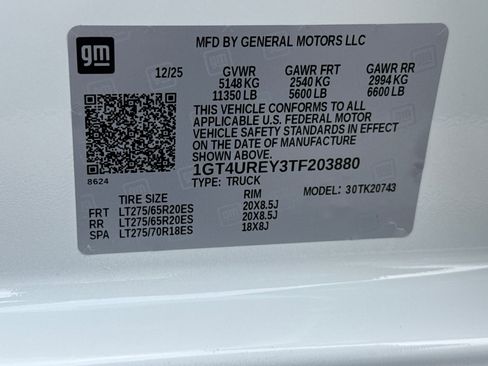 gm
MFD BY GENERAL MOTORS LLC
12/25 GVWR GAWR FRT GAWR RR
5148 KG 2540 KG 2994 KG
11350 LB 5600 LB 6600 LB
THIS VEHICLE CONFORMS TO ALL
APPLICABLE U.S. FEDERAL MOTOR
VEHICLE SAFETY STANDARDS IN EFFECT
ON THE DATE OF MANUFACTURE
8624
1GT4UREY3TF203880
TYPE: TRUCK MODEL: 30TK20743
TIRE SIZE RIM
FRT LT275/65R20ES 20X8.5J
RR LT275/65R20ES 20X8.5J
SPA LT275/70R18ES 18X8J